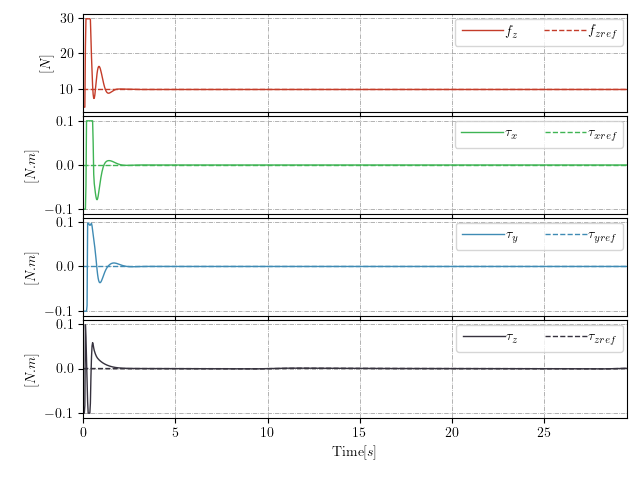 30
20
10
[N]
f_z
f_zref
0.1
0.0
−0.1
[N.m]
τ_x
τ_xref
0.1
0.0
−0.1
[N.m]
τ_y
τ_yref
0.1
0.0
−0.1
[N.m]
τ_z
τ_zref
0 5 10 15 20 25
Time[s]